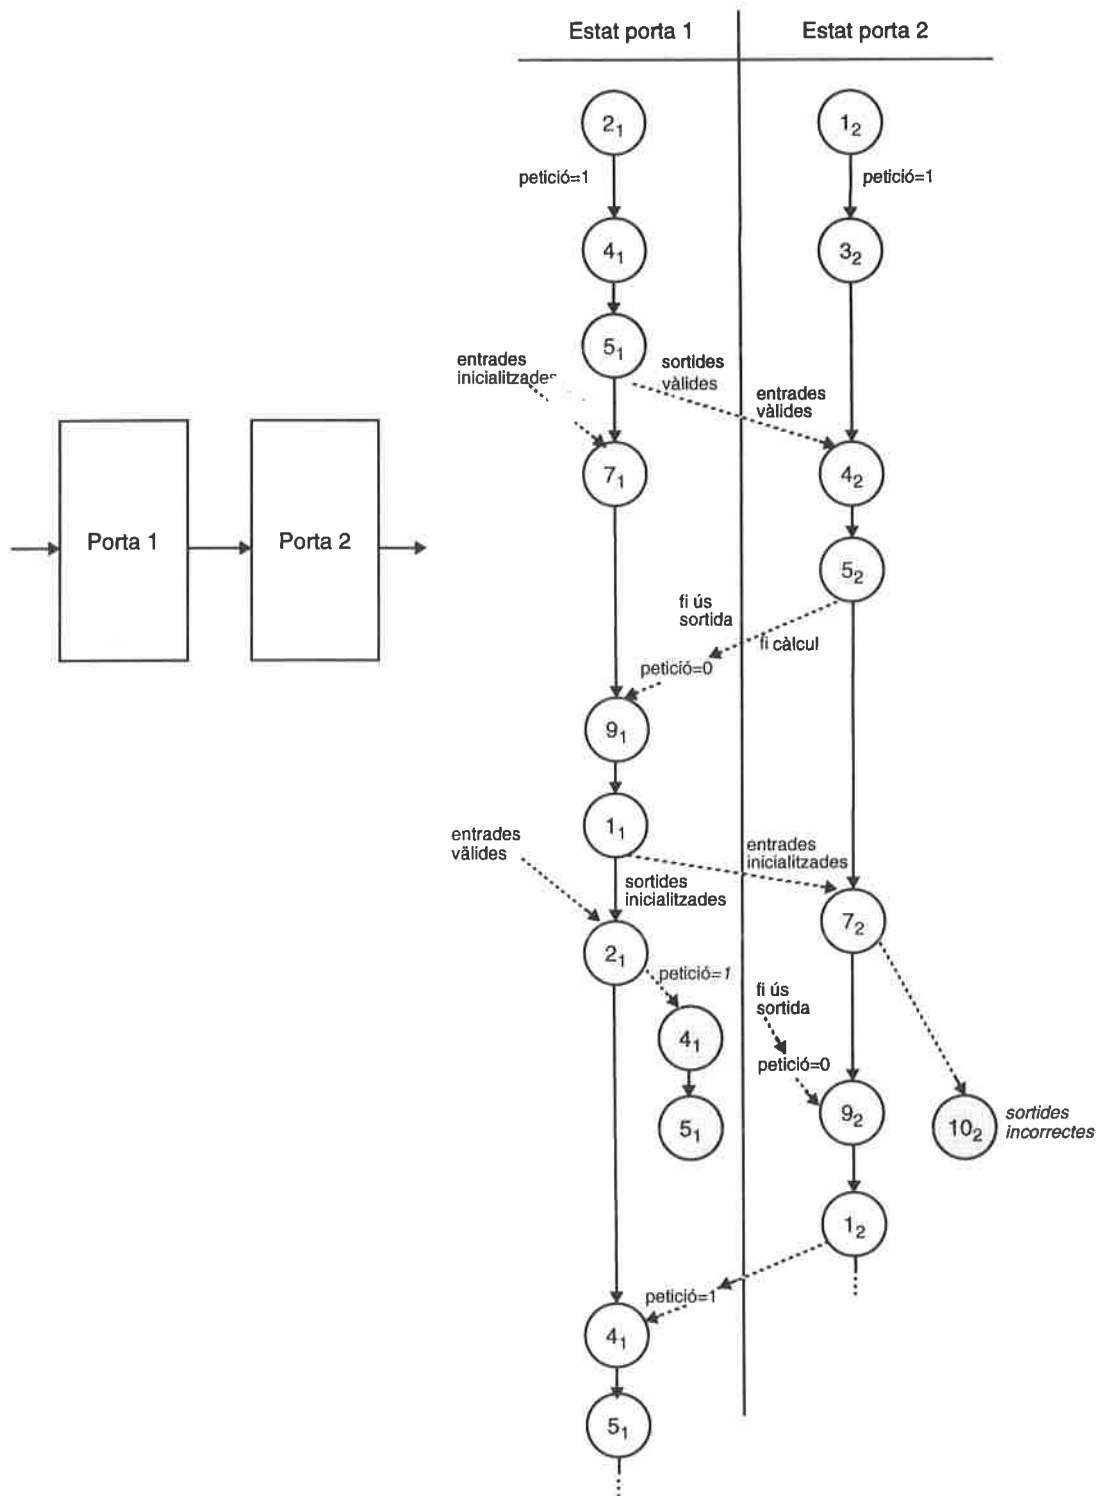 Estat porta 1
Estat porta 2
2₁
1₂
petició=1
petició=1
4₁
3₂
5₁
entrades
inicialitzades
sortides
vàlides
entrades
vàlides
7₁
4₂
Porta 1
Porta 2
5₂
fi ús
sortida
fi càlcul
petició=0
9₁
1₁
entrades
vàlides
entrades
inicialitzades
sortides
inicialitzades
7₂
2₁
petició=1
fi ús
sortida
4₁
petició=0
9₂
5₁
10₂
sortides
incorrectes
1₂
petició=1
4₁
5₁